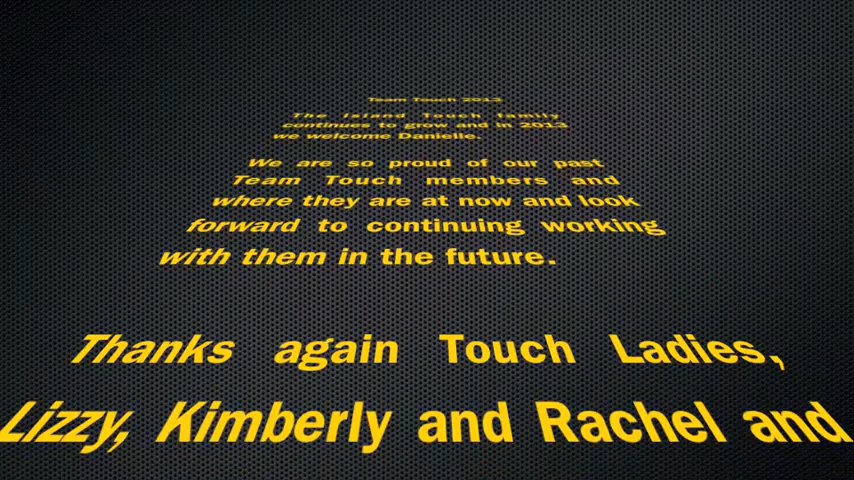 Team Touch 2013
The Island Touch family
continues to grow and in 2013
we welcome Danielle.
We are so proud of our past
Team Touch members and
where they are at now and look
forward to continuing working
with them in the future.
Thanks again Touch Ladies,
Lizzy, Kimberly and Rachel and